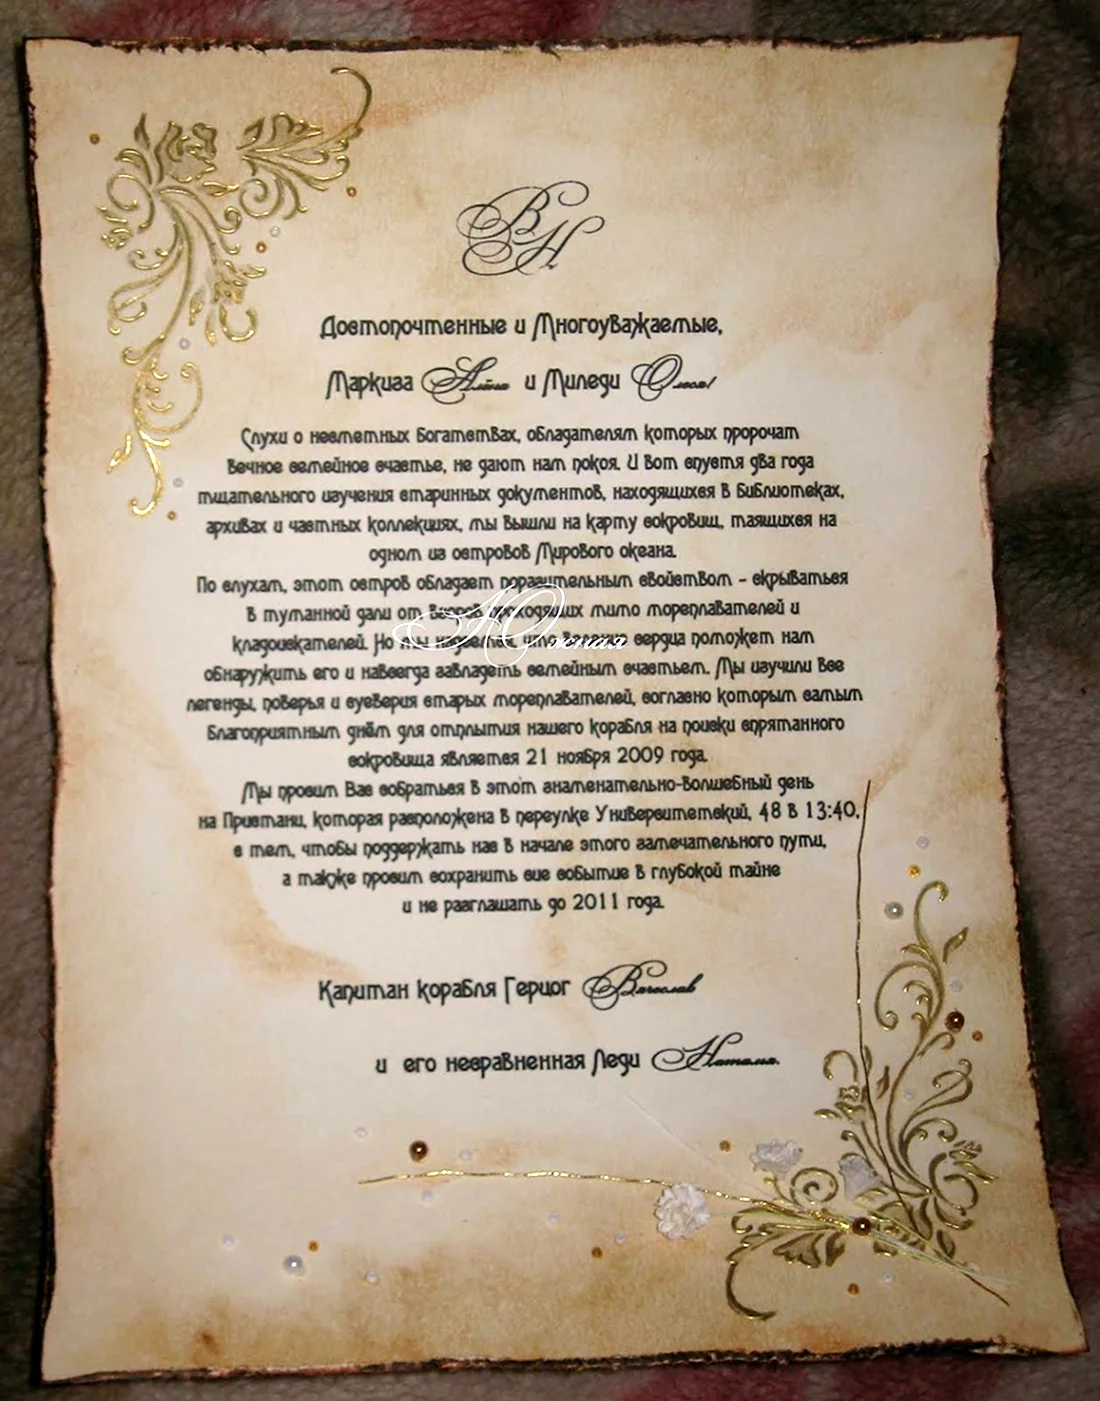 ВН
Достопочтенные и Многоуважаемые,
Маркиза и Миледи
Слухи о несметных богатствах, обладателям которых пророчат
вечное семейное счастье, не дают нам покоя. И вот спустя два года
тщательного изучения старинных документов, находящихся в библиотеках,
архивах и частных коллекциях, мы вышли на карту сокровищ, таящихся на
одном из островов Мирового океана.
По слухам, этот остров обладает поразительным свойством - скрываться
в туманной дали от взоров проходящих мимо мореплавателей и
кладоискателей. Но мы надеемся, что веление сердца поможет нам
обнаружить его и навсегда завладеть семейным счастьем. Мы изучили все
легенды, поверья и суеверия старых мореплавателей, согласно которым самым
благоприятным днём для отплытия нашего корабля на поиски спрятанного
сокровища является 21 ноября 2009 года.
Мы просим Вас собраться в этот знаменательно-волшебный день
на Пристани, которая расположена в переулке Университетский, 48 в 13:40,
с тем, чтобы поддержать нас в начале этого замечательного пути,
а также просим сохранить сие событие в глубокой тайне
и не разглашать до 2011 года.
Капитан корабля Герцог Вячеслав
и его несравненная Леди Наталия.